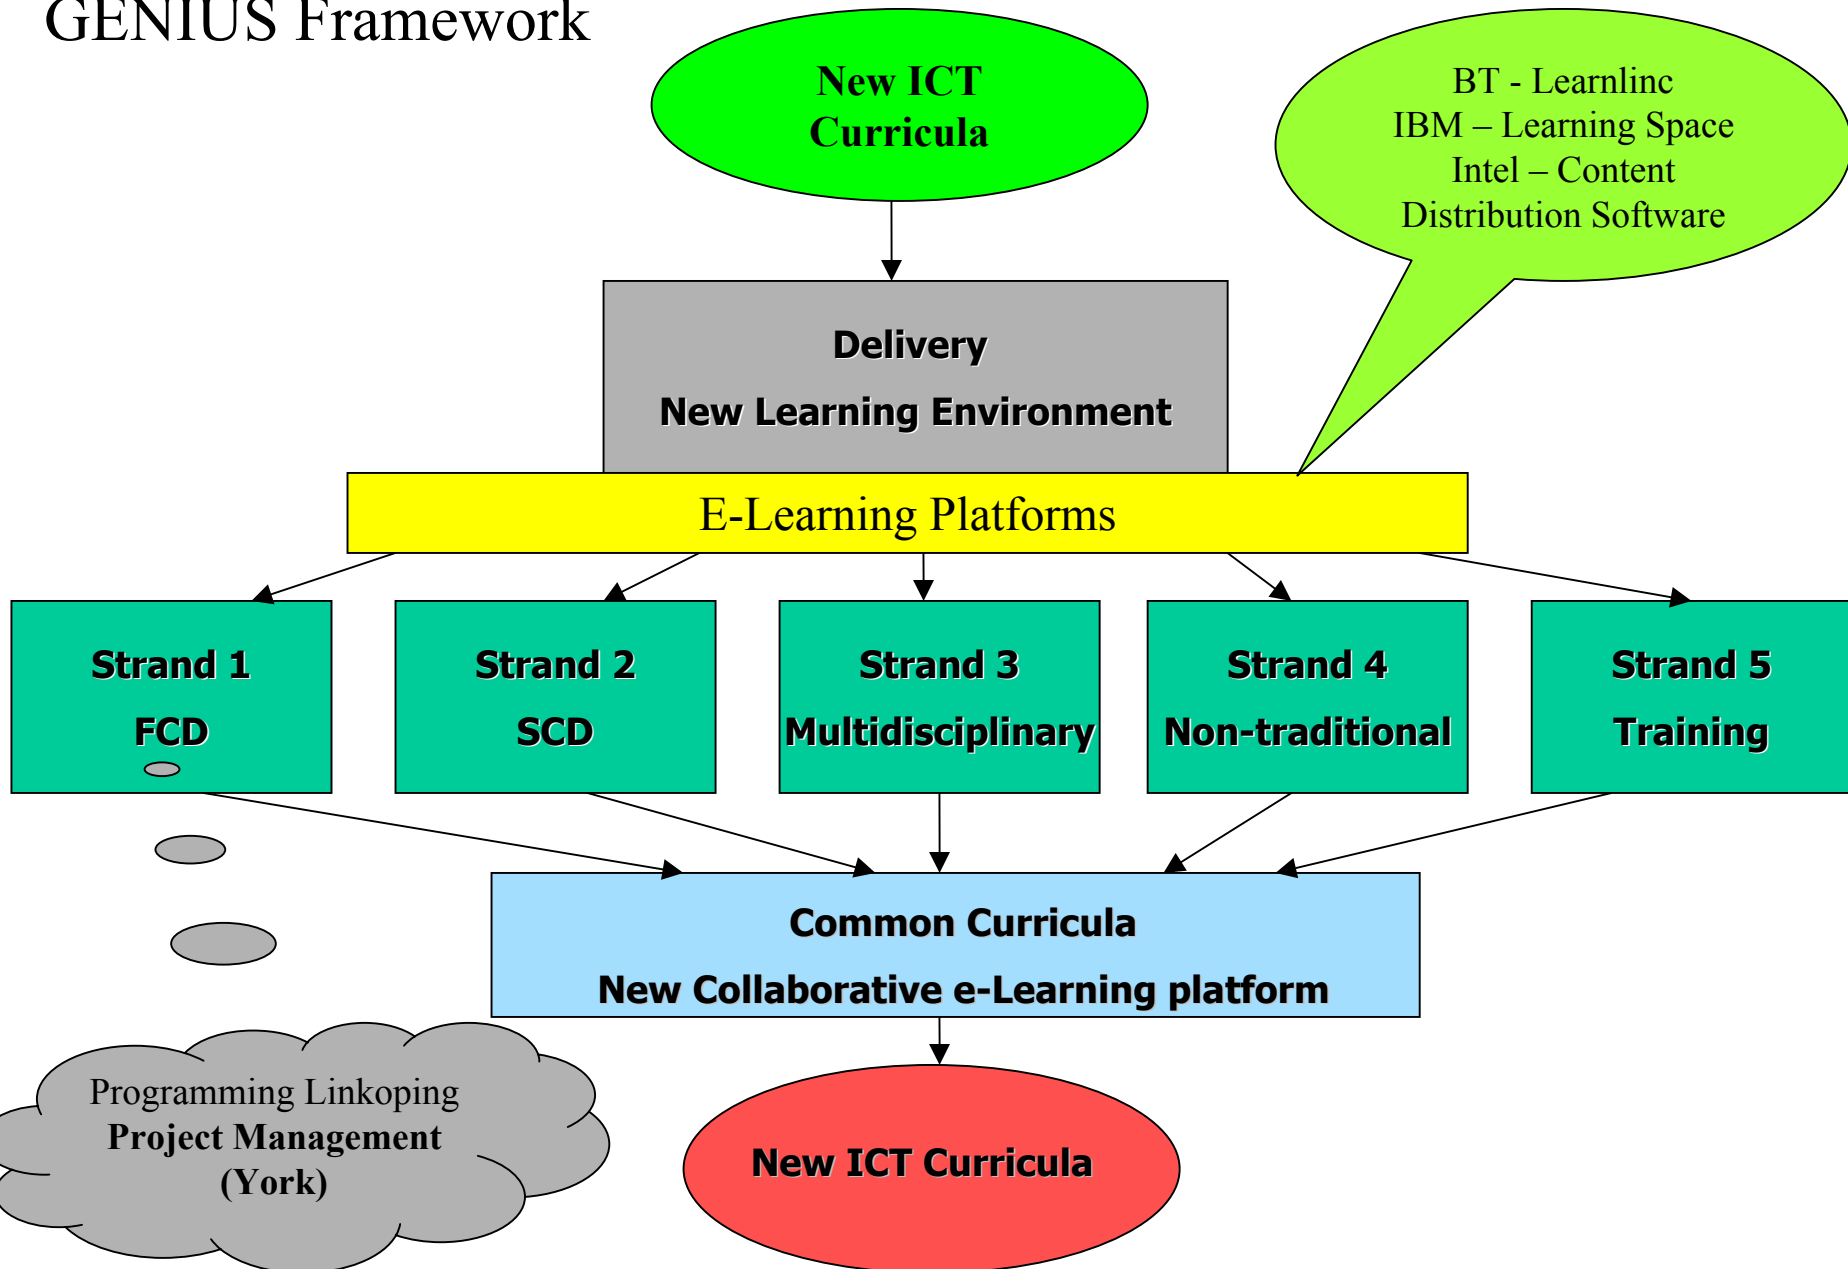 GENIUS Framework
New ICT
Curricula
BT - Learnlinc
IBM – Learning Space
Intel – Content
Distribution Software
Delivery
New Learning Environment
E-Learning Platforms
Strand 1
FCD
Strand 2
SCD
Strand 3
Multidisciplinary
Strand 4
Non-traditional
Strand 5
Training
Common Curricula
New Collaborative e-Learning platform
Programming Linkoping
Project Management
(York)
New ICT Curricula